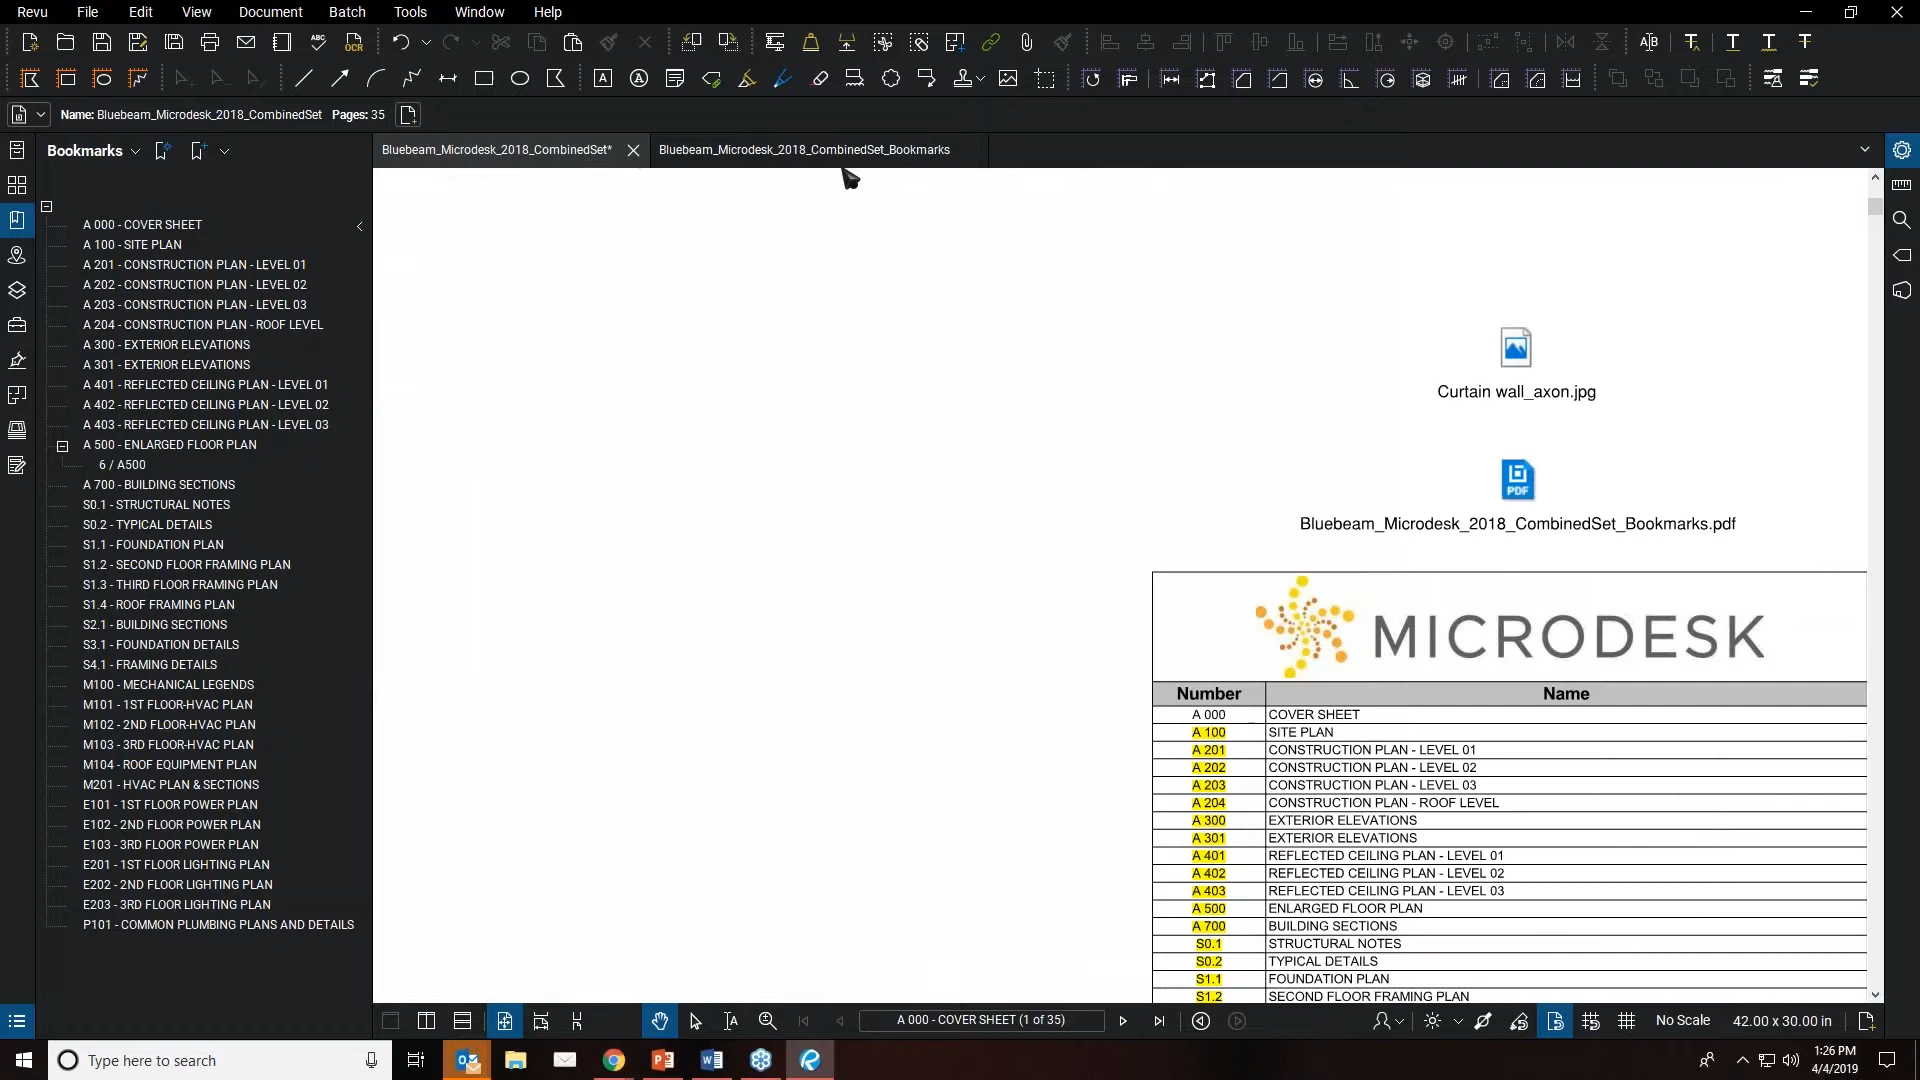 Revu File Edit View Document Batch Tools Window Help
ABC
OCR
Name: Bluebeam_Microdesk_2018_CombinedSet Pages: 35
Bookmarks
Bluebeam_Microdesk_2018_CombinedSet* Bluebeam_Microdesk_2018_CombinedSet_Bookmarks
A 000 - COVER SHEET
A 100 - SITE PLAN
A 201 - CONSTRUCTION PLAN - LEVEL 01
A 202 - CONSTRUCTION PLAN - LEVEL 02
A 203 - CONSTRUCTION PLAN - LEVEL 03
A 204 - CONSTRUCTION PLAN - ROOF LEVEL
A 300 - EXTERIOR ELEVATIONS
A 301 - EXTERIOR ELEVATIONS
A 401 - REFLECTED CEILING PLAN - LEVEL 01
A 402 - REFLECTED CEILING PLAN - LEVEL 02
A 403 - REFLECTED CEILING PLAN - LEVEL 03
A 500 - ENLARGED FLOOR PLAN
6 / A500
A 700 - BUILDING SECTIONS
S0.1 - STRUCTURAL NOTES
S0.2 - TYPICAL DETAILS
S1.1 - FOUNDATION PLAN
S1.2 - SECOND FLOOR FRAMING PLAN
S1.3 - THIRD FLOOR FRAMING PLAN
S1.4 - ROOF FRAMING PLAN
S2.1 - BUILDING SECTIONS
S3.1 - FOUNDATION DETAILS
S4.1 - FRAMING DETAILS
M100 - MECHANICAL LEGENDS
M101 - 1ST FLOOR-HVAC PLAN
M102 - 2ND FLOOR-HVAC PLAN
M103 - 3RD FLOOR-HVAC PLAN
M104 - ROOF EQUIPMENT PLAN
M201 - HVAC PLAN & SECTIONS
E101 - 1ST FLOOR POWER PLAN
E102 - 2ND FLOOR POWER PLAN
E103 - 3RD FLOOR POWER PLAN
E201 - 1ST FLOOR LIGHTING PLAN
E202 - 2ND FLOOR LIGHTING PLAN
E203 - 3RD FLOOR LIGHTING PLAN
P101 - COMMON PLUMBING PLANS AND DETAILS
Curtain wall_axon.jpg
PDF
Bluebeam_Microdesk_2018_CombinedSet_Bookmarks.pdf
MICRODESK
Number Name
A 000 COVER SHEET
A 100 SITE PLAN
A 201 CONSTRUCTION PLAN - LEVEL 01
A 202 CONSTRUCTION PLAN - LEVEL 02
A 203 CONSTRUCTION PLAN - LEVEL 03
A 204 CONSTRUCTION PLAN - ROOF LEVEL
A 300 EXTERIOR ELEVATIONS
A 301 EXTERIOR ELEVATIONS
A 401 REFLECTED CEILING PLAN - LEVEL 01
A 402 REFLECTED CEILING PLAN - LEVEL 02
A 403 REFLECTED CEILING PLAN - LEVEL 03
A 500 ENLARGED FLOOR PLAN
A 700 BUILDING SECTIONS
S0.1 STRUCTURAL NOTES
S0.2 TYPICAL DETAILS
S1.1 FOUNDATION PLAN
S1.2 SECOND FLOOR FRAMING PLAN
A 000 - COVER SHEET (1 of 35) No Scale 42.00 x 30.00 in
Type here to search
1:26 PM
4/4/2019